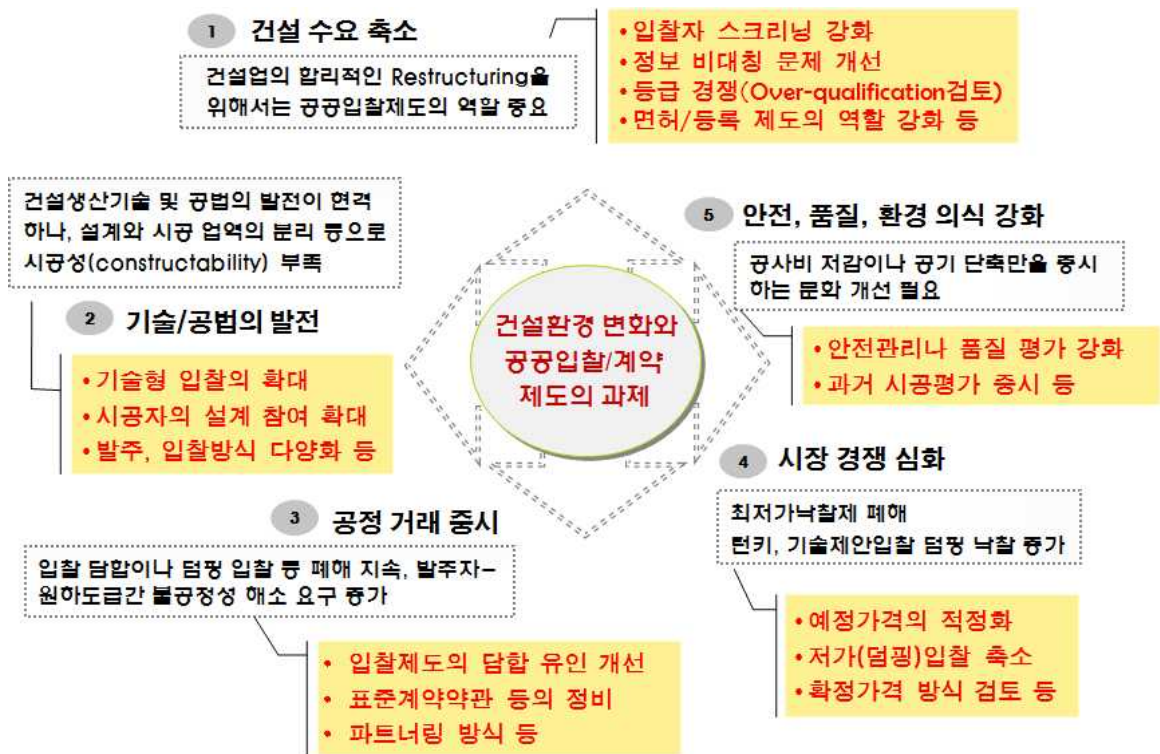 1 건설 수요 축소
건설업의 합리적인 Restructuring을
위해서는 공공입찰제도의 역할 중요
• 입찰자 스크리닝 강화
• 정보 비대칭 문제 개선
• 등급 경쟁(Over-qualification검토)
• 면허/등록 제도의 역할 강화 등
건설생산기술 및 공법의 발전이 현격
하나, 설계와 시공 업역의 분리 등으로
시공성(constructability) 부족
2 기술/공법의 발전
• 기술형 입찰의 확대
• 시공자의 설계 참여 확대
• 발주, 입찰방식 다양화 등
건설환경 변화와
공공입찰/계약
제도의 과제
5 안전, 품질, 환경 의식 강화
공사비 저감이나 공기 단축만을 중시
하는 문화 개선 필요
• 안전관리나 품질 평가 강화
• 과거 시공평가 중시 등
3 공정 거래 중시
입찰 담합이나 덤핑 입찰 등 폐해 지속, 발주자-
원하도급간 불공정성 해소 요구 증가
• 입찰제도의 담합 유인 개선
• 표준계약약관 등의 정비
• 파트너링 방식 등
4 시장 경쟁 심화
최저가낙찰제 폐해
턴키, 기술제안입찰 덤핑 낙찰 증가
• 예정가격의 적정화
• 저가(덤핑)입찰 축소
• 확정가격 방식 검토 등